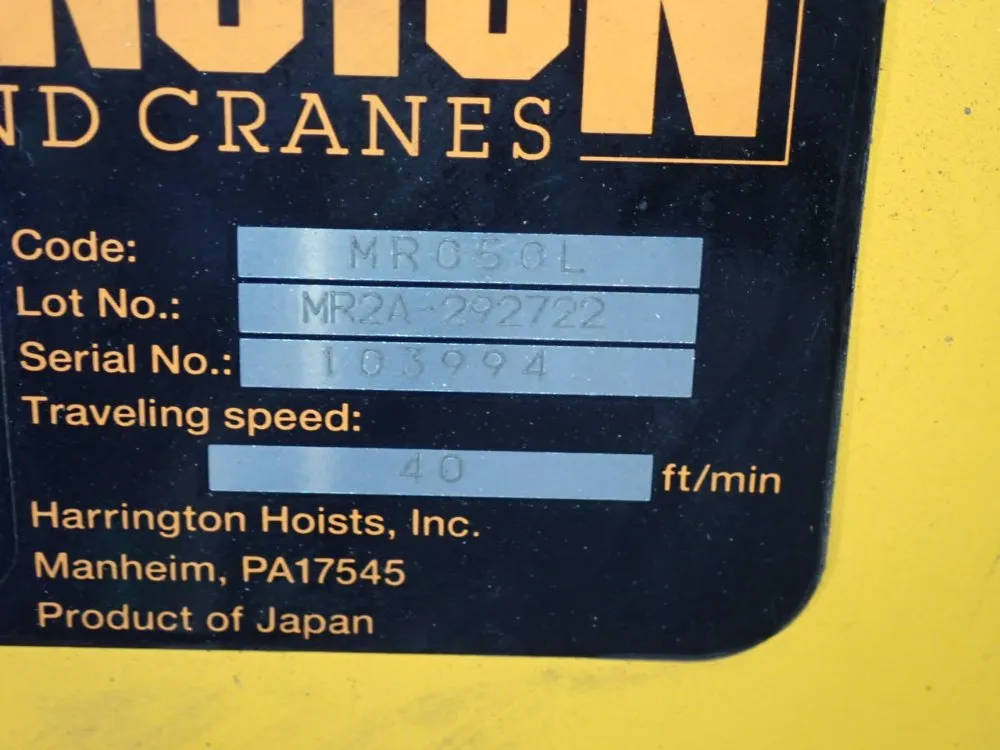 NGTON
ND CRANES
Code: MR050L
Lot No.: MR2A-292722
Serial No.: 103994
Traveling speed:
40 ft/min
Harrington Hoists, Inc.
Manheim, PA17545
Product of Japan